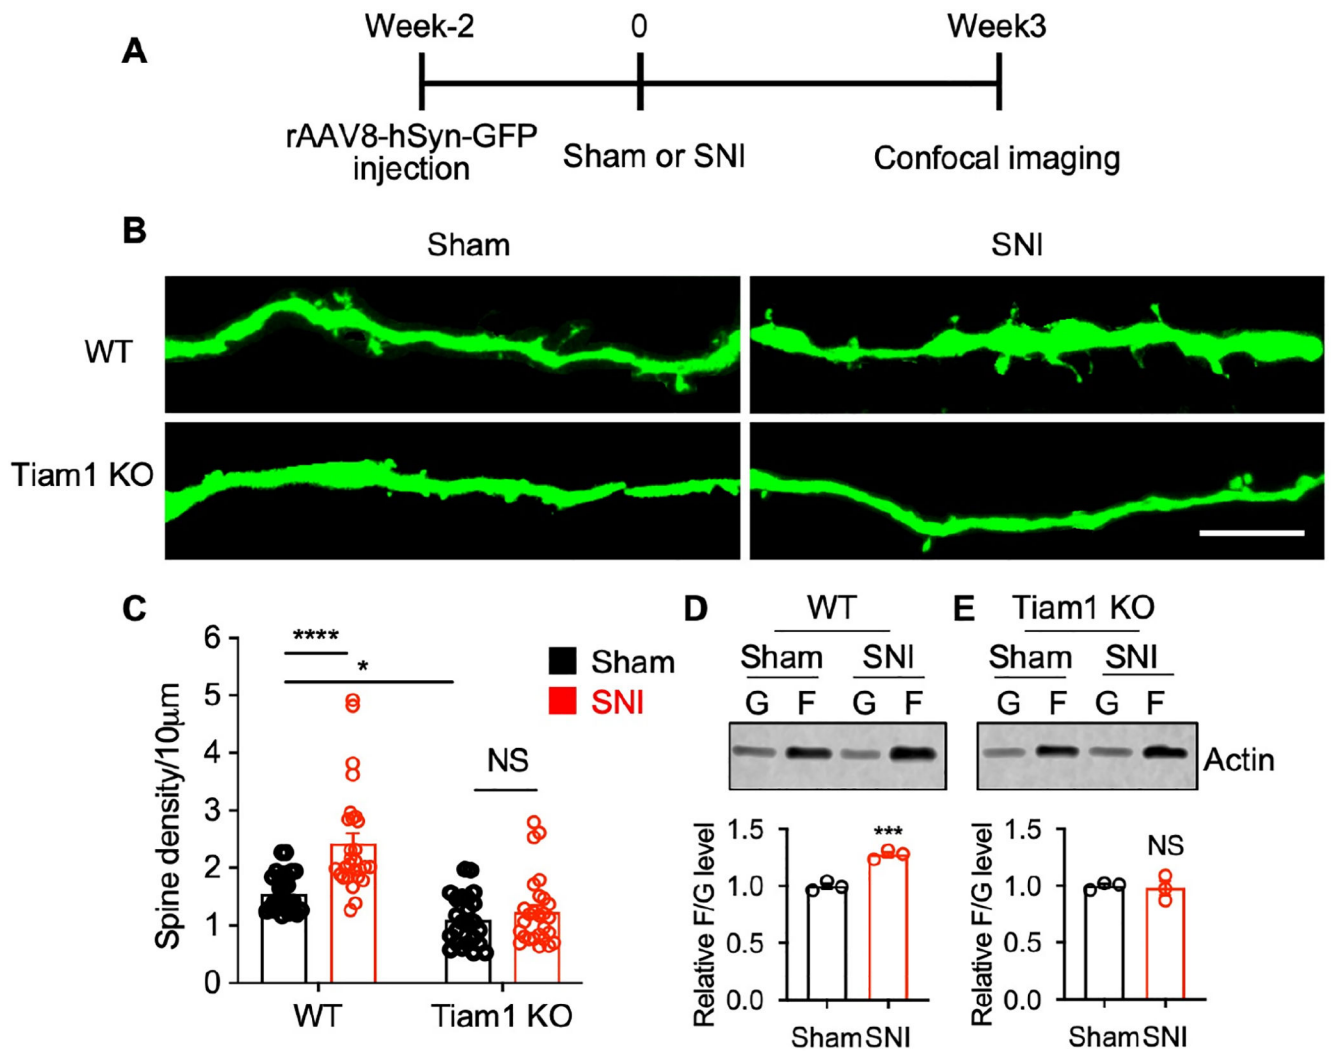 A
Week-2
0
Week3
rAAV8-hSyn-GFP
injection
Sham or SNI
Confocal imaging
B
Sham
SNI
WT
Tiam1 KO
C
Spine density/10μm
6
5
4
3
2
1
0
****
*
NS
Sham
SNI
WT
Tiam1 KO
D
WT
Sham
SNI
G
F
G
F
Relative F/G level
1.5
1.0
0.5
0.0
***
Sham
SNI
E
Tiam1 KO
Sham
SNI
G
F
G
F
Actin
Relative F/G level
1.5
1.0
0.5
0.0
NS
Sham
SNI